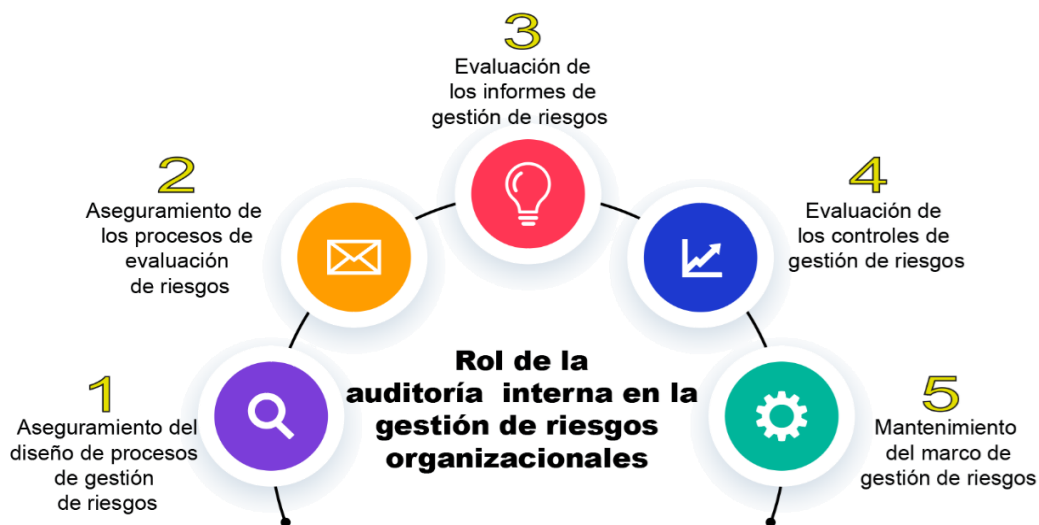 1
Aseguramiento del
diseño de procesos
de gestión
de riesgos
2
Aseguramiento de
los procesos de
evaluación
de riesgos
3
Evaluación de
los informes de
gestión de riesgos
4
Evaluación de
los controles de
gestión de riesgos
5
Mantenimiento
del marco de
gestión de riesgos
Rol de la
auditoría interna en la
gestión de riesgos
organizacionales